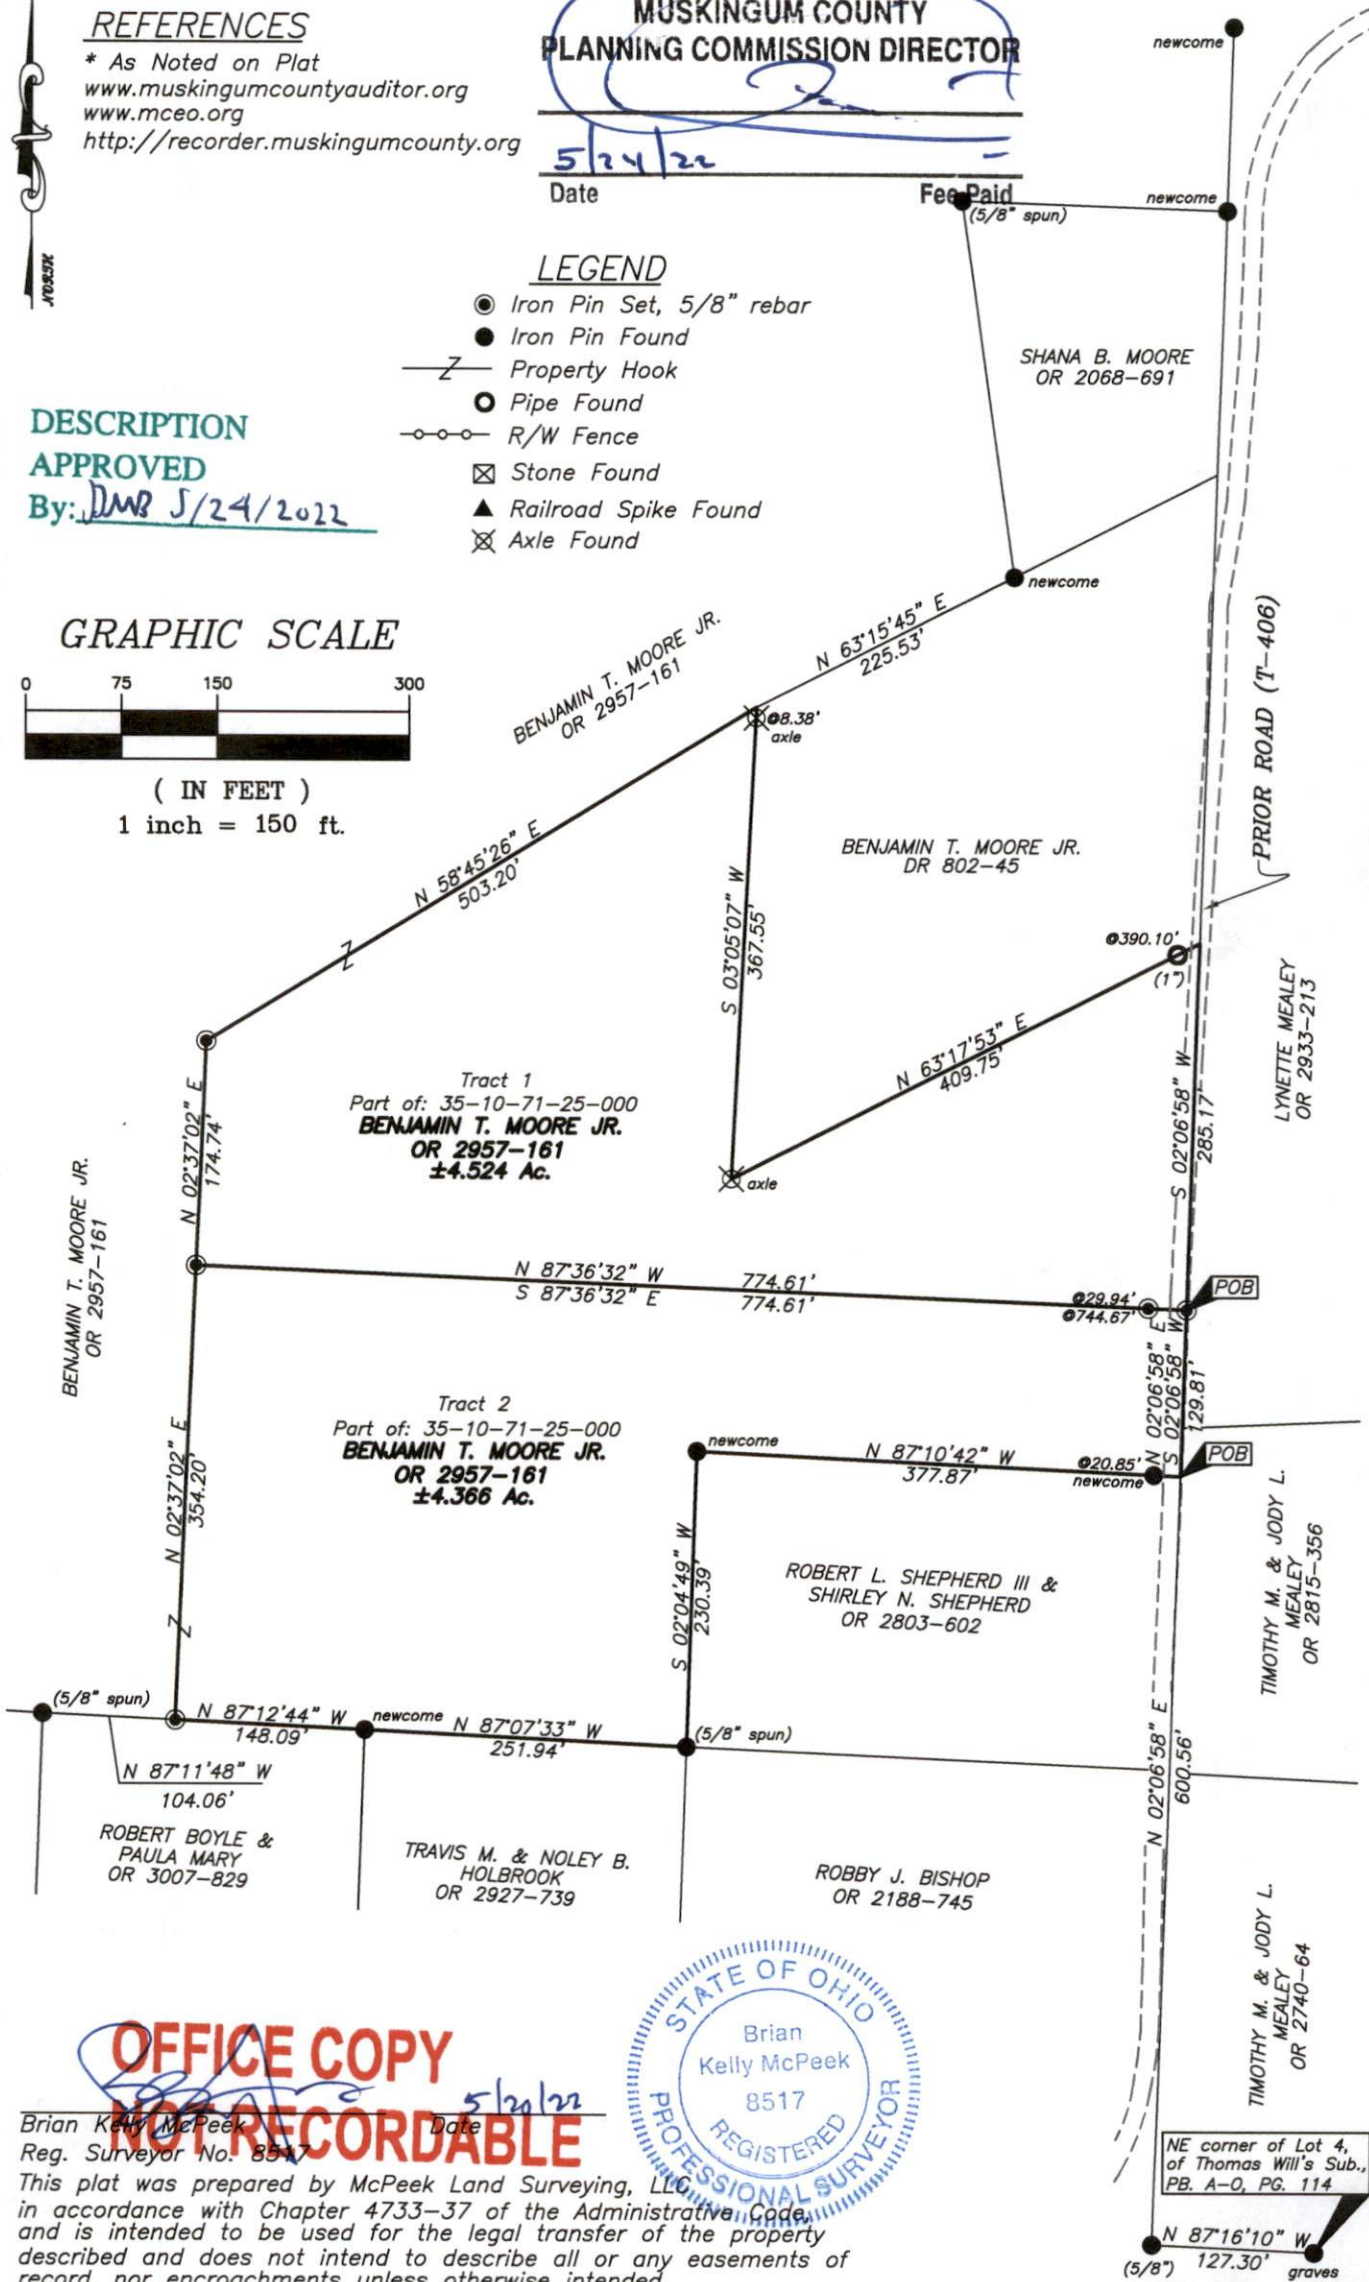 REFERENCES
* As Noted on Plat
www.muskingumcountyauditor.org
www.mceo.org
http://recorder.muskingumcounty.org
NORTH
MUSKINGUM COUNTY
PLANNING COMMISSION DIRECTOR
5/24/22
Date Fee Paid
newcome
newcome
(5/8" spun)
LEGEND
Iron Pin Set, 5/8" rebar
Iron Pin Found
Z Property Hook
Pipe Found
R/W Fence
Stone Found
Railroad Spike Found
Axle Found
DESCRIPTION
APPROVED
By: DMB 5/24/2022
SHANA B. MOORE
OR 2068-691
newcome
GRAPHIC SCALE
0 75 150 300
( IN FEET )
1 inch = 150 ft.
BENJAMIN T. MOORE JR.
OR 2957-161
N 63°15'45" E
225.53'
@8.38'
axle
PRIOR ROAD (T-406)
N 58°45'26" E
503.20'
Z
BENJAMIN T. MOORE JR.
DR 802-45
S 03°05'07" W
367.55'
@390.10'
(1")
N 63°17'53" E
409.75'
axle
LYNETTE MEALEY
OR 2933-213
S 02°06'58" W
285.17'
N 02°37'02" E
174.74'
Tract 1
Part of: 35-10-71-25-000
BENJAMIN T. MOORE JR.
OR 2957-161
±4.524 Ac.
BENJAMIN T. MOORE JR.
OR 2957-161
N 87°36'32" W 774.61'
S 87°36'32" E 774.61'
@29.94'
@744.67'
POB
N 02°06'58" E
S 02°06'58" W
129.81'
Tract 2
Part of: 35-10-71-25-000
BENJAMIN T. MOORE JR.
OR 2957-161
±4.366 Ac.
N 02°37'02" E
354.20'
Z
newcome
N 87°10'42" W
377.87'
@20.85'
newcome
POB
S 02°04'49" W
230.39'
ROBERT L. SHEPHERD III &
SHIRLEY N. SHEPHERD
OR 2803-602
TIMOTHY M. & JODY L.
MEALEY
OR 2815-356
(5/8" spun)
N 87°12'44" W
148.09'
newcome
N 87°07'33" W
251.94'
(5/8" spun)
N 87°11'48" W
104.06'
N 02°06'58" E
600.56'
ROBERT BOYLE &
PAULA MARY
OR 3007-829
TRAVIS M. & NOLEY B.
HOLBROOK
OR 2927-739
ROBBY J. BISHOP
OR 2188-745
TIMOTHY M. & JODY L.
MEALEY
OR 2740-64
STATE OF OHIO
Brian
Kelly McPeek
8517
REGISTERED
PROFESSIONAL SURVEYOR
OFFICE COPY
NOT RECORDABLE
5/20/22
Brian Kelly McPeek Date
Reg. Surveyor No. 8517
This plat was prepared by McPeek Land Surveying, LLC,
in accordance with Chapter 4733-37 of the Administrative Code,
and is intended to be used for the legal transfer of the property
described and does not intend to describe all or any easements of
record, nor encroachments unless otherwise intended.
NE corner of Lot 4,
of Thomas Will's Sub.,
PB. A-0, PG. 114
N 87°16'10" W
127.30'
(5/8")
graves